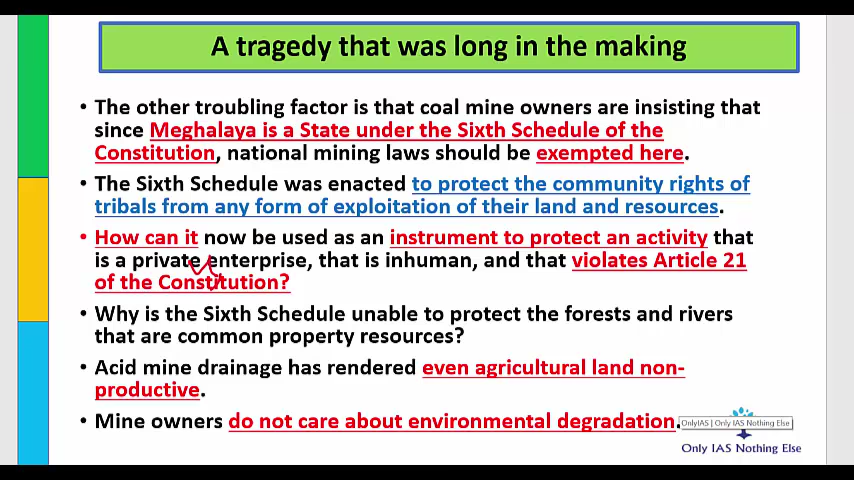 A tragedy that was long in the making
• The other troubling factor is that coal mine owners are insisting that
since Meghalaya is a State under the Sixth Schedule of the
Constitution, national mining laws should be exempted here.
• The Sixth Schedule was enacted to protect the community rights of
tribals from any form of exploitation of their land and resources.
• How can it now be used as an instrument to protect an activity that
is a private enterprise, that is inhuman, and that violates Article 21
of the Constitution?
• Why is the Sixth Schedule unable to protect the forests and rivers
that are common property resources?
• Acid mine drainage has rendered even agricultural land non-
productive.
• Mine owners do not care about environmental degradation.
OnlyIAS | Only IAS Nothing Else
Only IAS Nothing Else